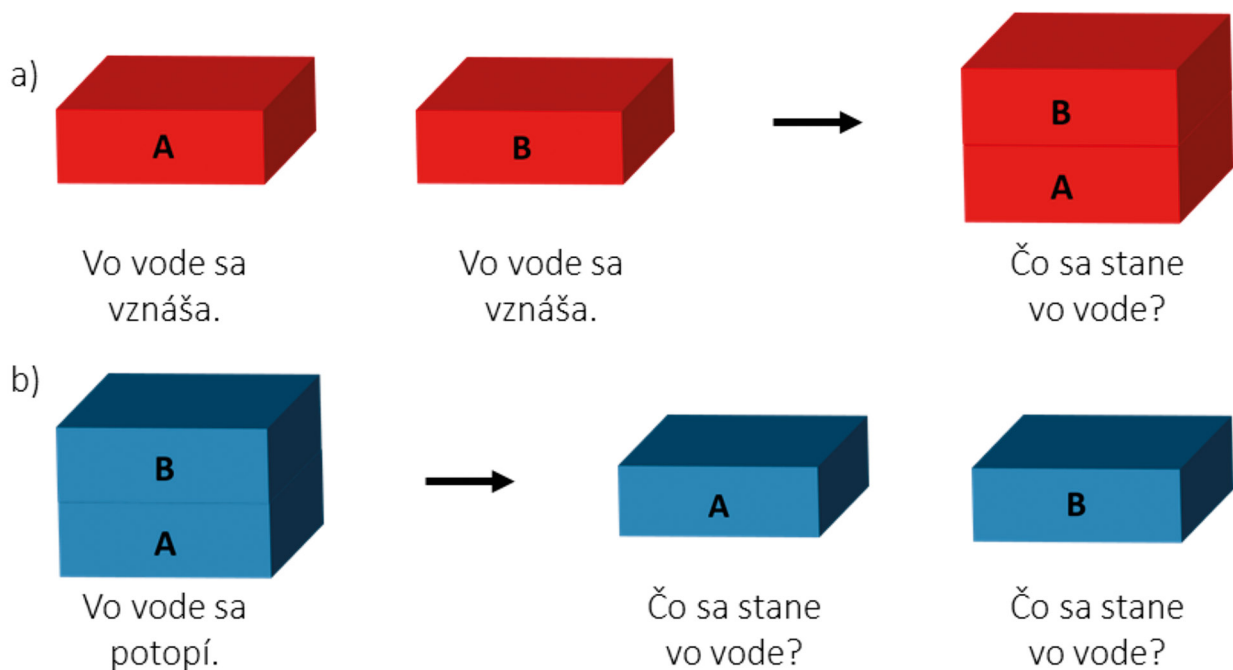 a)
A
B
B
A
Vo vode sa
vznáša.
Vo vode sa
vznáša.
Čo sa stane
vo vode?
b)
B
A
A
B
Vo vode sa
potopí.
Čo sa stane
vo vode?
Čo sa stane
vo vode?